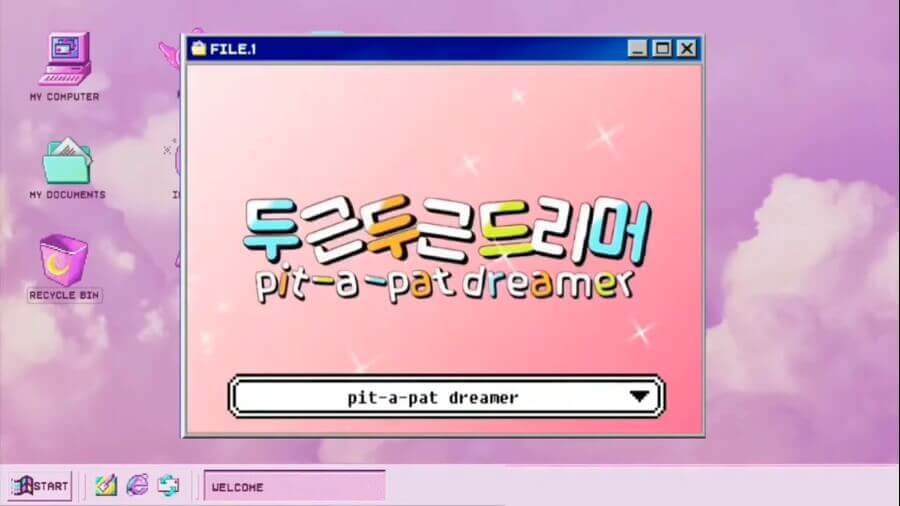 FILE.1
MY COMPUTER
MY DOCUMENTS
RECYCLE BIN
두근두근드리머
pit-a-pat dreamer
pit-a-pat dreamer
START
WELCOME